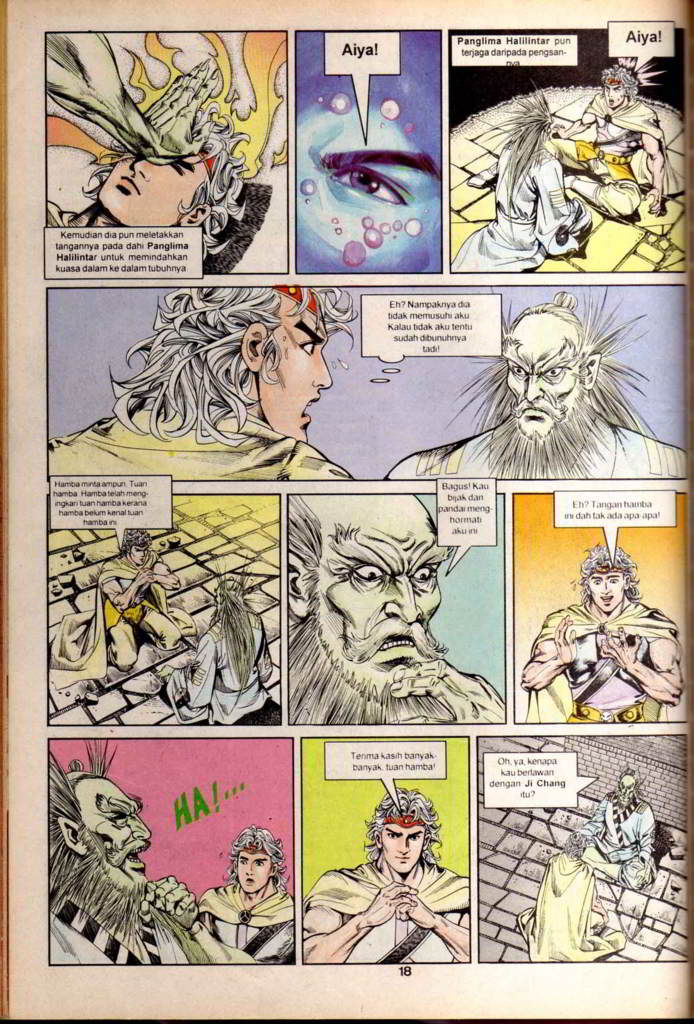 Kemudian dia pun meletakkan
tangannya pada dahi Panglima
Halilintar untuk memindahkan
kuasa dalam ke dalam tubuhnya
Aiya!
Panglima Halilintar pun
terjaga daripada pengsan-
nya
Aiya!
Eh? Nampaknya dia
tidak memusuhi aku
Kalau tidak aku tentu
sudah dibunuhnya
tadi!
Hamba minta ampun, Tuan
hamba. Hamba telah meng-
ingkari tuan hamba kerana
hamba belum kenal tuan
hamba ini
Bagus! Kau
bijak dan
pandai meng-
hormati
aku ini
Eh? Tangan hamba
ini dah tak ada apa-apa!
HA!...
Terima kasih banyak-
banyak, tuan hamba!
Oh, ya, kenapa
kau berlawan
dengan Ji Chang
itu?
18